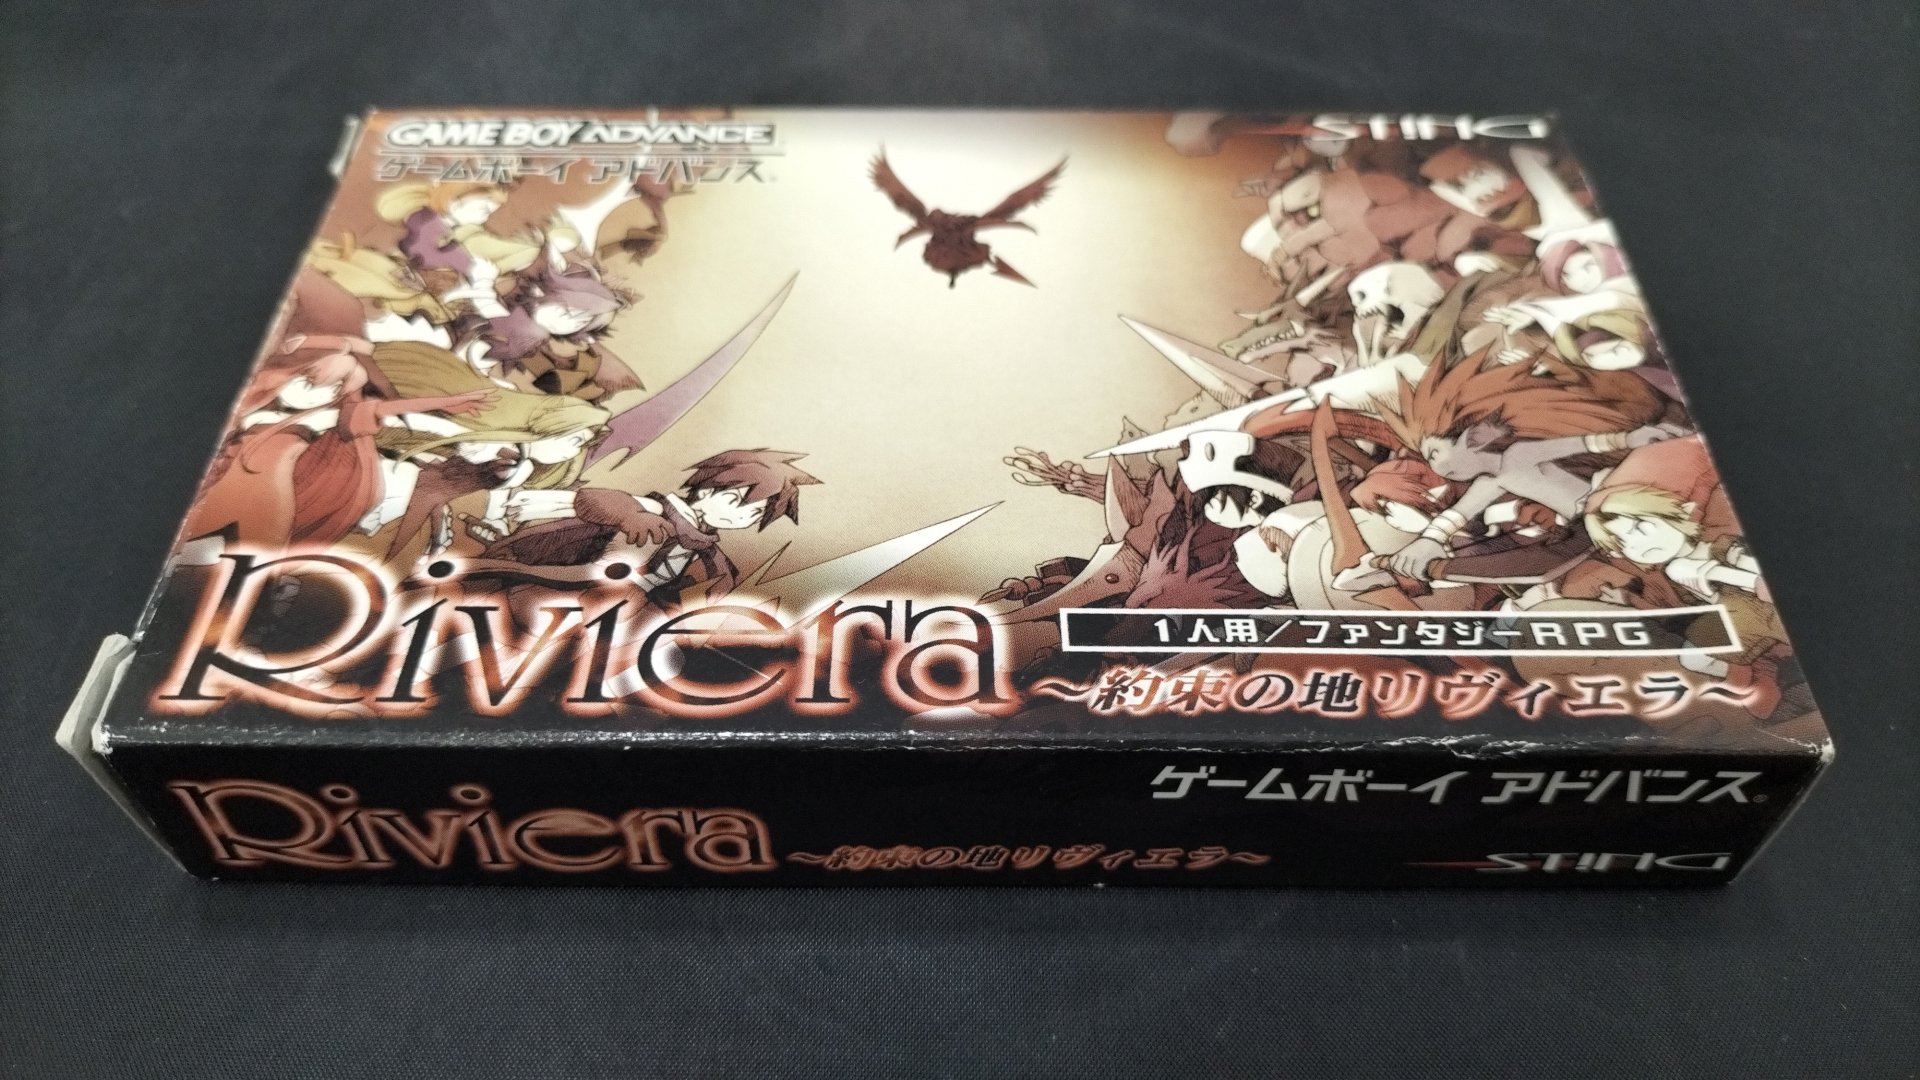 GAME BOY ADVANCE
ゲームボーイ アドバンス®
STING
Riviera
1人用/ファンタジーRPG
～約束の地リヴィエラ～
ゲームボーイ アドバンス®
Riviera
～約束の地リヴィエラ～
STING